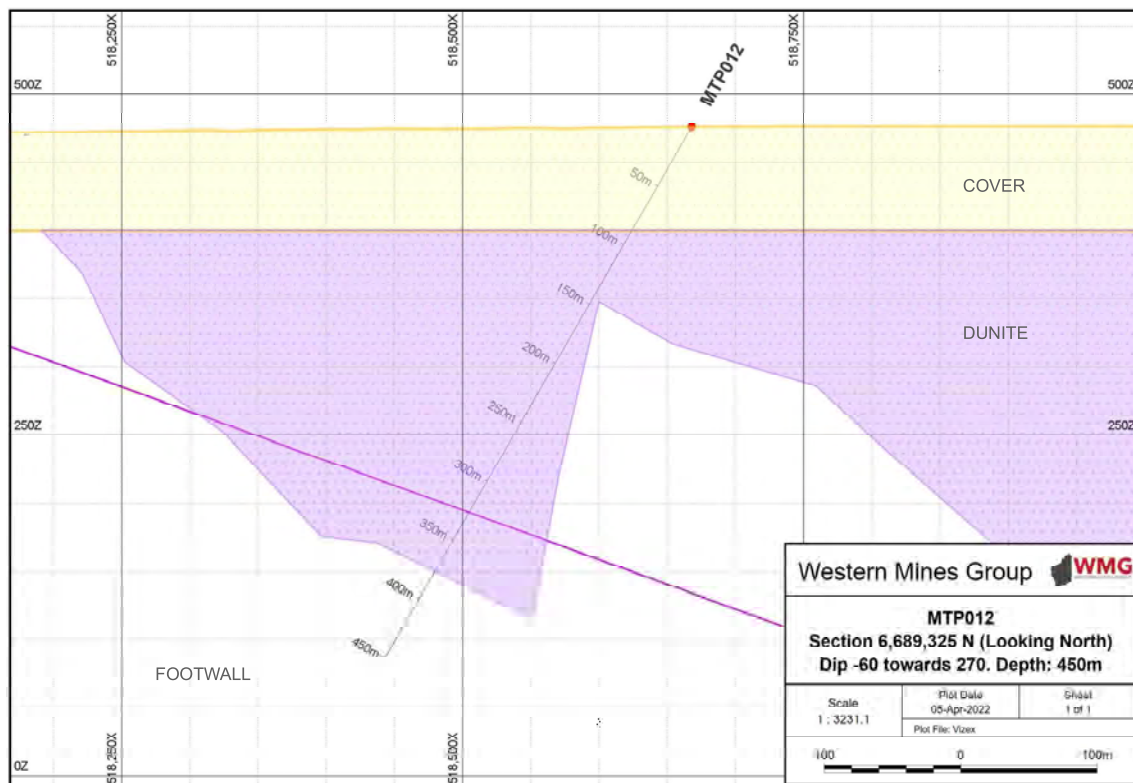 518,250X
518,500X
518,750X
MTP012
500Z
500Z
50m
COVER
100m
150m
DUNITE
200m
250m
250Z
250Z
300m
350m
400m
450m
FOOTWALL
0Z
518,250X
518,500X
Western Mines Group
WMG
MTP012
Section 6,689,325 N (Looking North)
Dip -60 towards 270. Depth: 450m
Scale
1 : 3231.1
Plot Date
05-Apr-2022
Sheet
1 of 1
Plot File: Vizex
100
0
100m